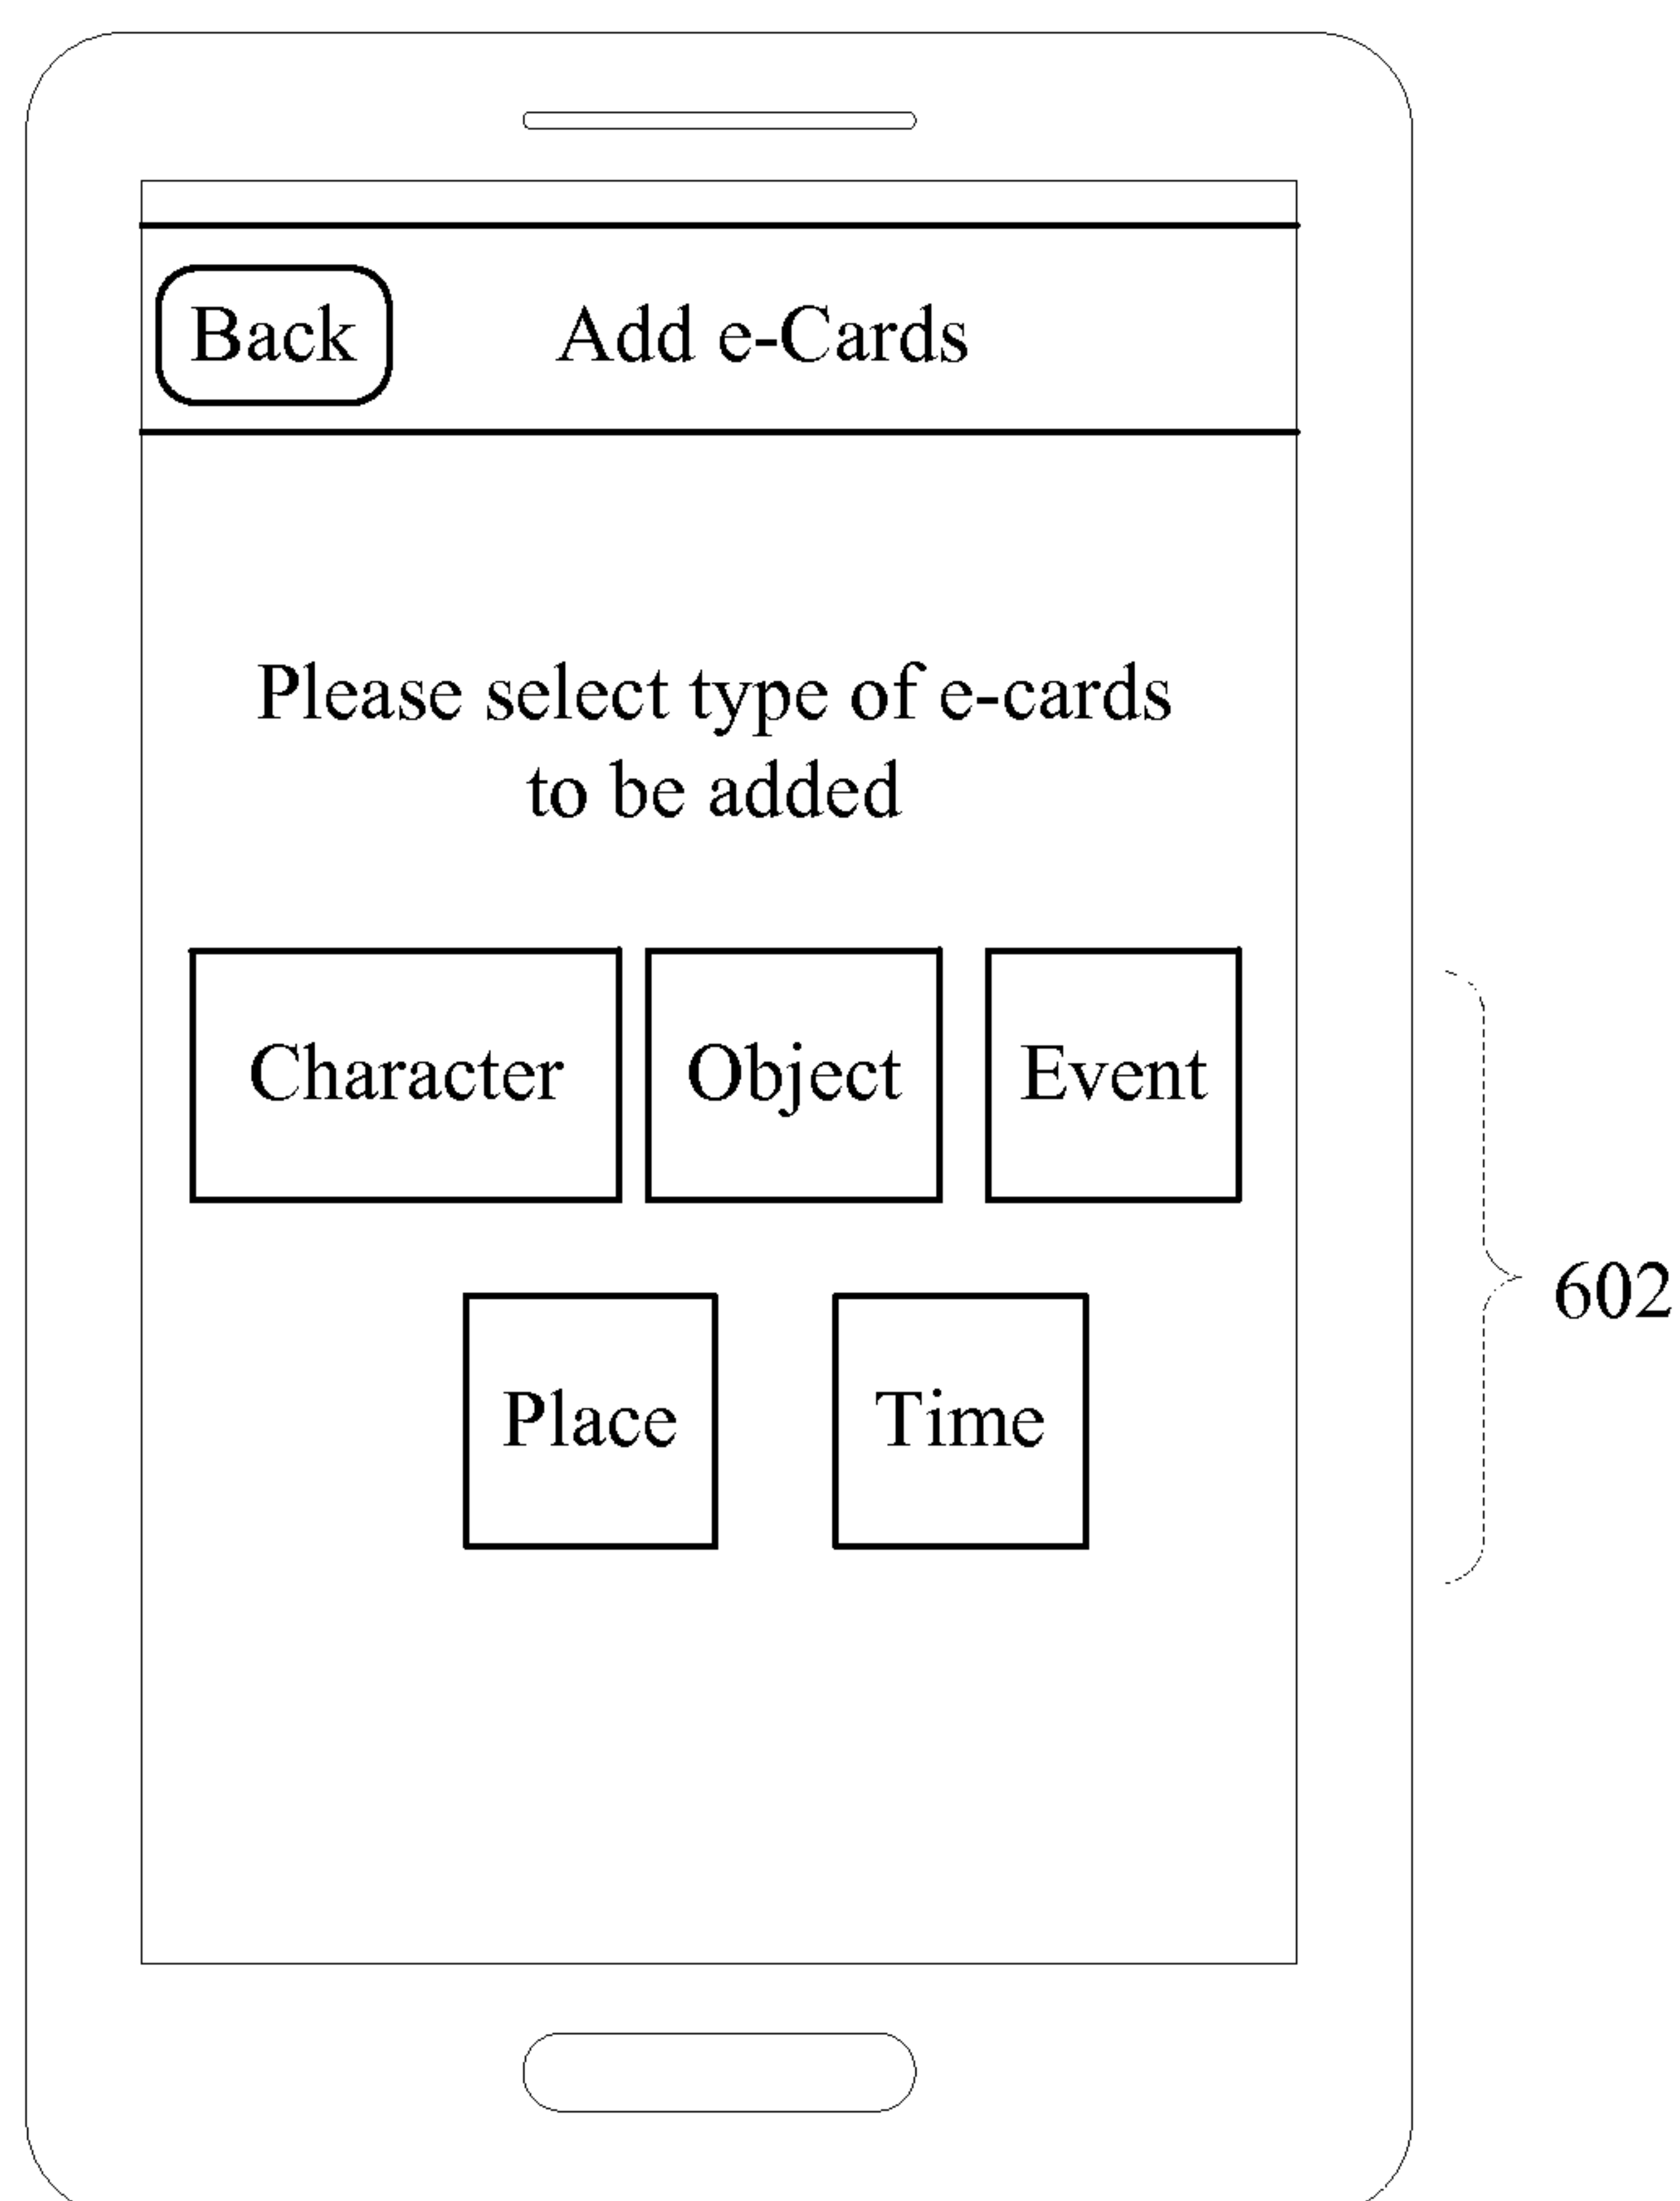 Back Add e-Cards
Please select type of e-cards
to be added
Character Object Event
602
Place Time